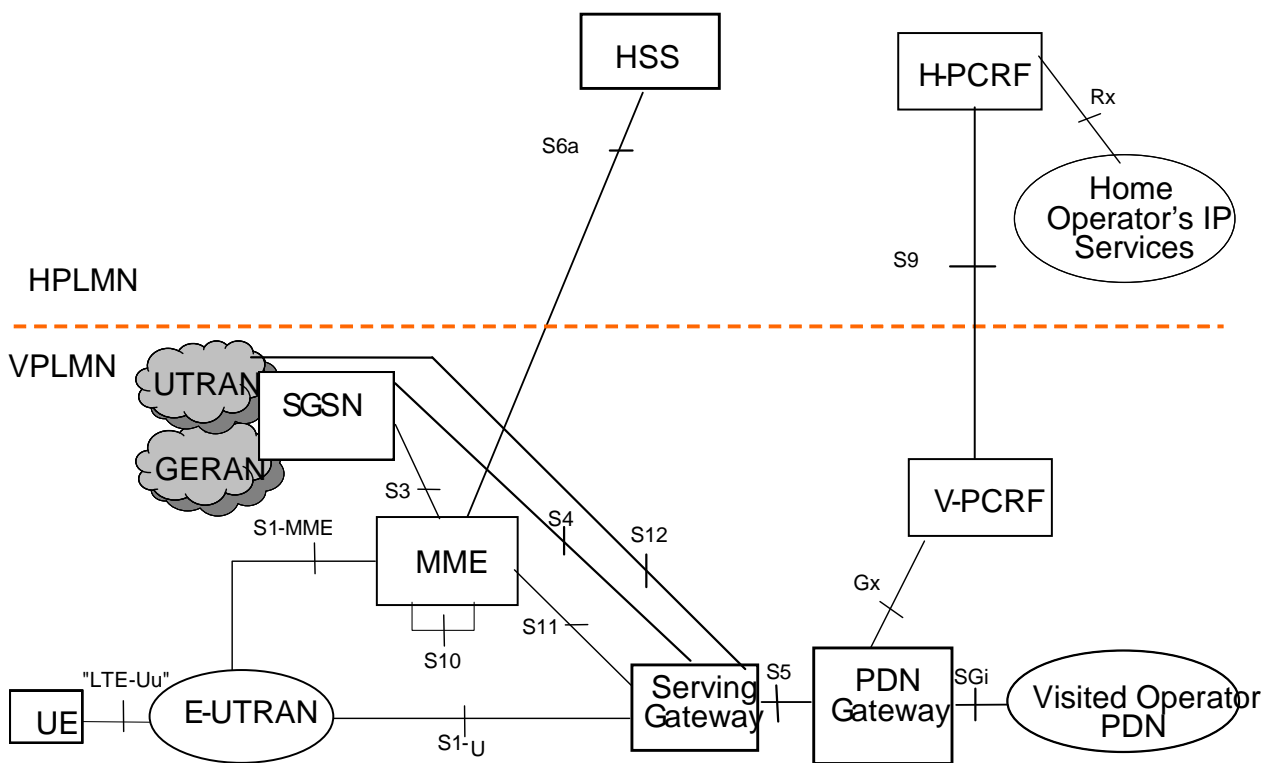 HSS
H-PCRF
Rx
S6a
Home
Operator's IP
Services
S9
HPLMN
VPLMN
UTRAN
SGSN
GERAN
S3
V-PCRF
S1-MME
S4
S12
MME
Gx
S11
S10
"LTE-Uu"
S5
SGi
UE
E-UTRAN
Serving
Gateway
PDN
Gateway
Visited Operator
PDN
S1-U